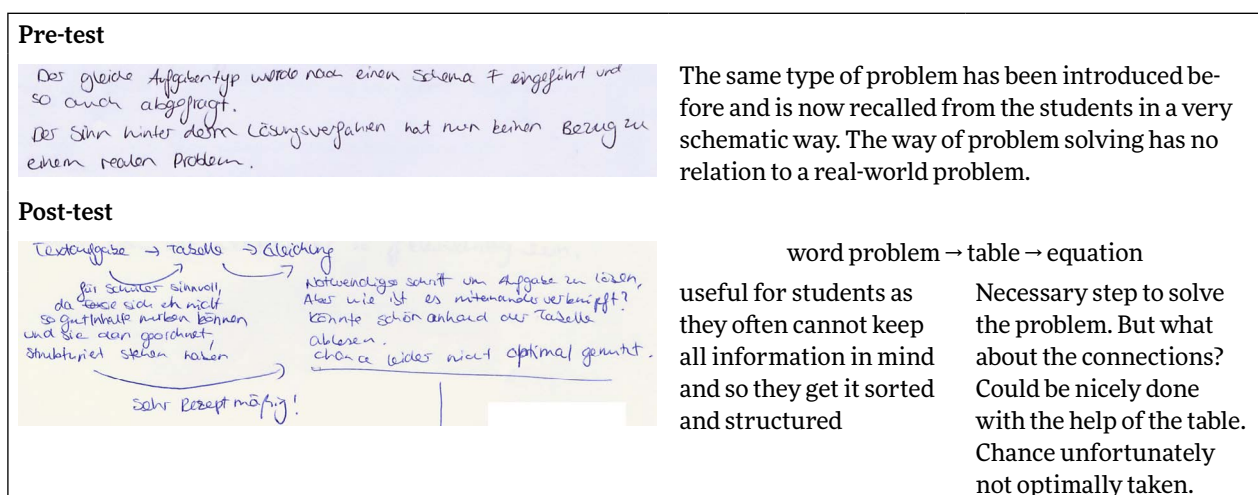 Pre-test
Der gleiche Aufgabentyp wurde nach einem Schema F eingeführt und
so auch abgefragt.
Der Sinn hinter dem Lösungsverfahren hat nun keinen Bezug zu
einem realen Problem.
The same type of problem has been introduced be-
fore and is now recalled from the students in a very
schematic way. The way of problem solving has no
relation to a real-world problem.
Post-test
Textaufgabe → Tabelle → Gleichung
für Schüler sinnvoll,
da sie sich eh nicht
so gut Inhalte merken können
und sie dann geordnet,
strukturiert stehen haben
Notwendige Schritt um Aufgabe zu lösen,
Aber wie ist es miteinander verknüpft?
Könnte schön anhand der Tabelle
ablesen.
Chance leider nicht optimal genutzt.
Sehr Rezeptmäßig!
word problem → table → equation
useful for students as
they often cannot keep
all information in mind
and so they get it sorted
and structured
Necessary step to solve
the problem. But what
about the connections?
Could be nicely done
with the help of the table.
Chance unfortunately
not optimally taken.